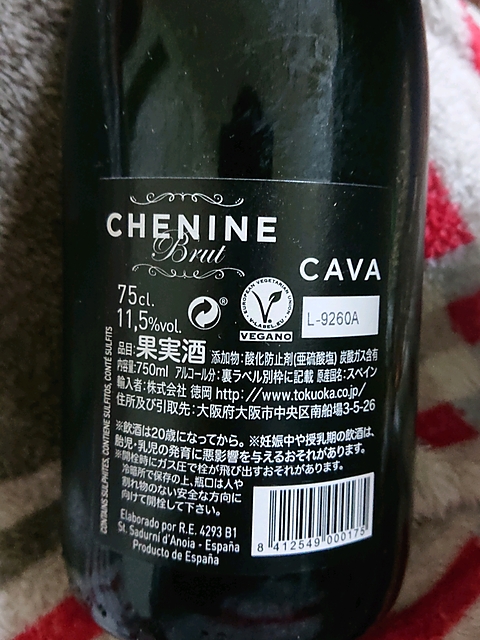 CHENINE
Brut
CAVA
75cl.
11,5%vol.
®
EUROPEAN VEGETARIAN UNION
V-LABEL.EU
VEGANO
L-9260A
品目:果実酒 添加物:酸化防止剤(亜硫酸塩) 炭酸ガス含有
内容量:750ml アルコール分:裏ラベル別枠に記載 原産国名:スペイン
輸入者:株式会社 徳岡 http://www.tokuoka.co.jp/
住所及び引取先:大阪府大阪市中央区南船場3-5-26
※飲酒は20歳になってから。※妊娠中や授乳期の飲酒は、
胎児・乳児の発育に悪影響を与えるおそれがあります。
※開栓時にガス圧で栓が飛び出すおそれがあります。
冷暗所で保存の上、瓶口は人や
割れ物のない安全な方向に
向けて開栓して下さい。
Elaborado por R.E. 4293 B1
St. Sadurní d'Anoia - España
Producto de España
8 412549 000175
CONTAINS SULPHITES, CONTIENE SULFITOS, CONTÉ SULFITS